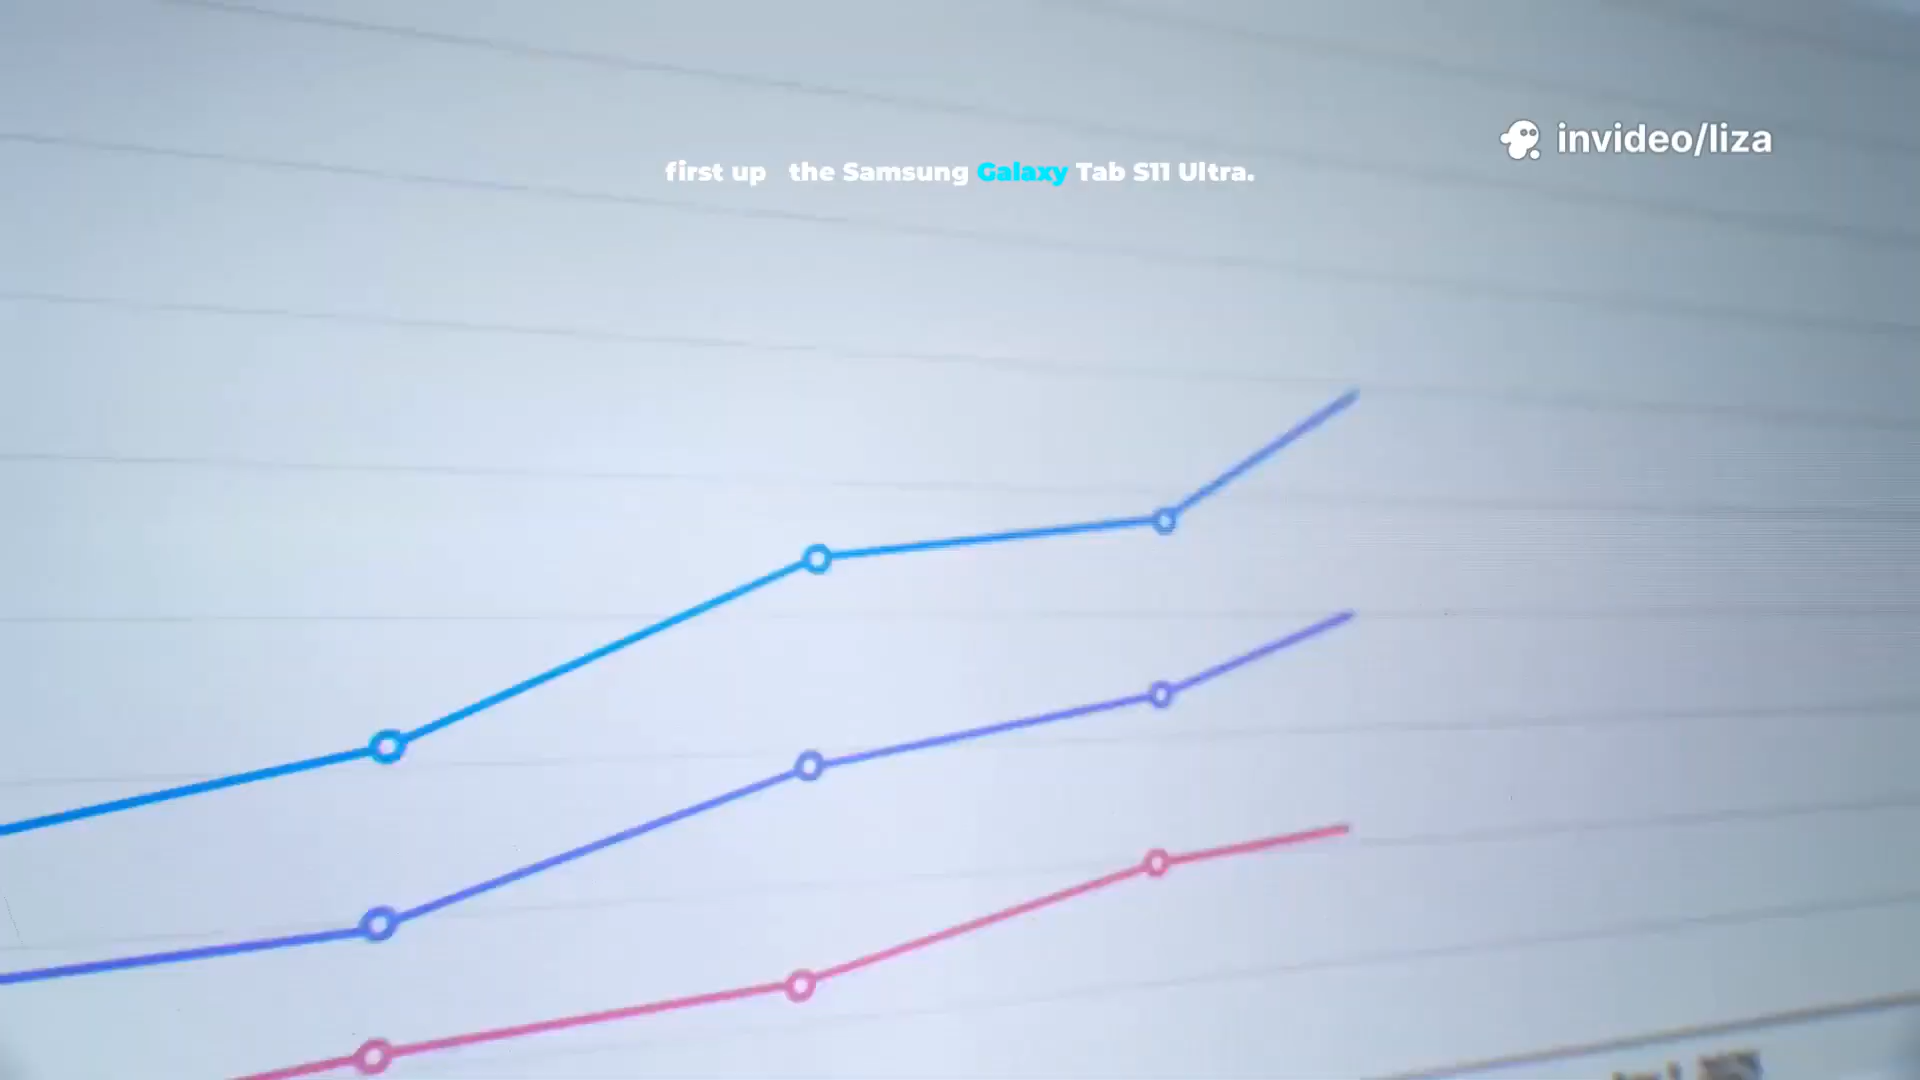 invideo/liza
first up the Samsung Galaxy Tab S11 Ultra.